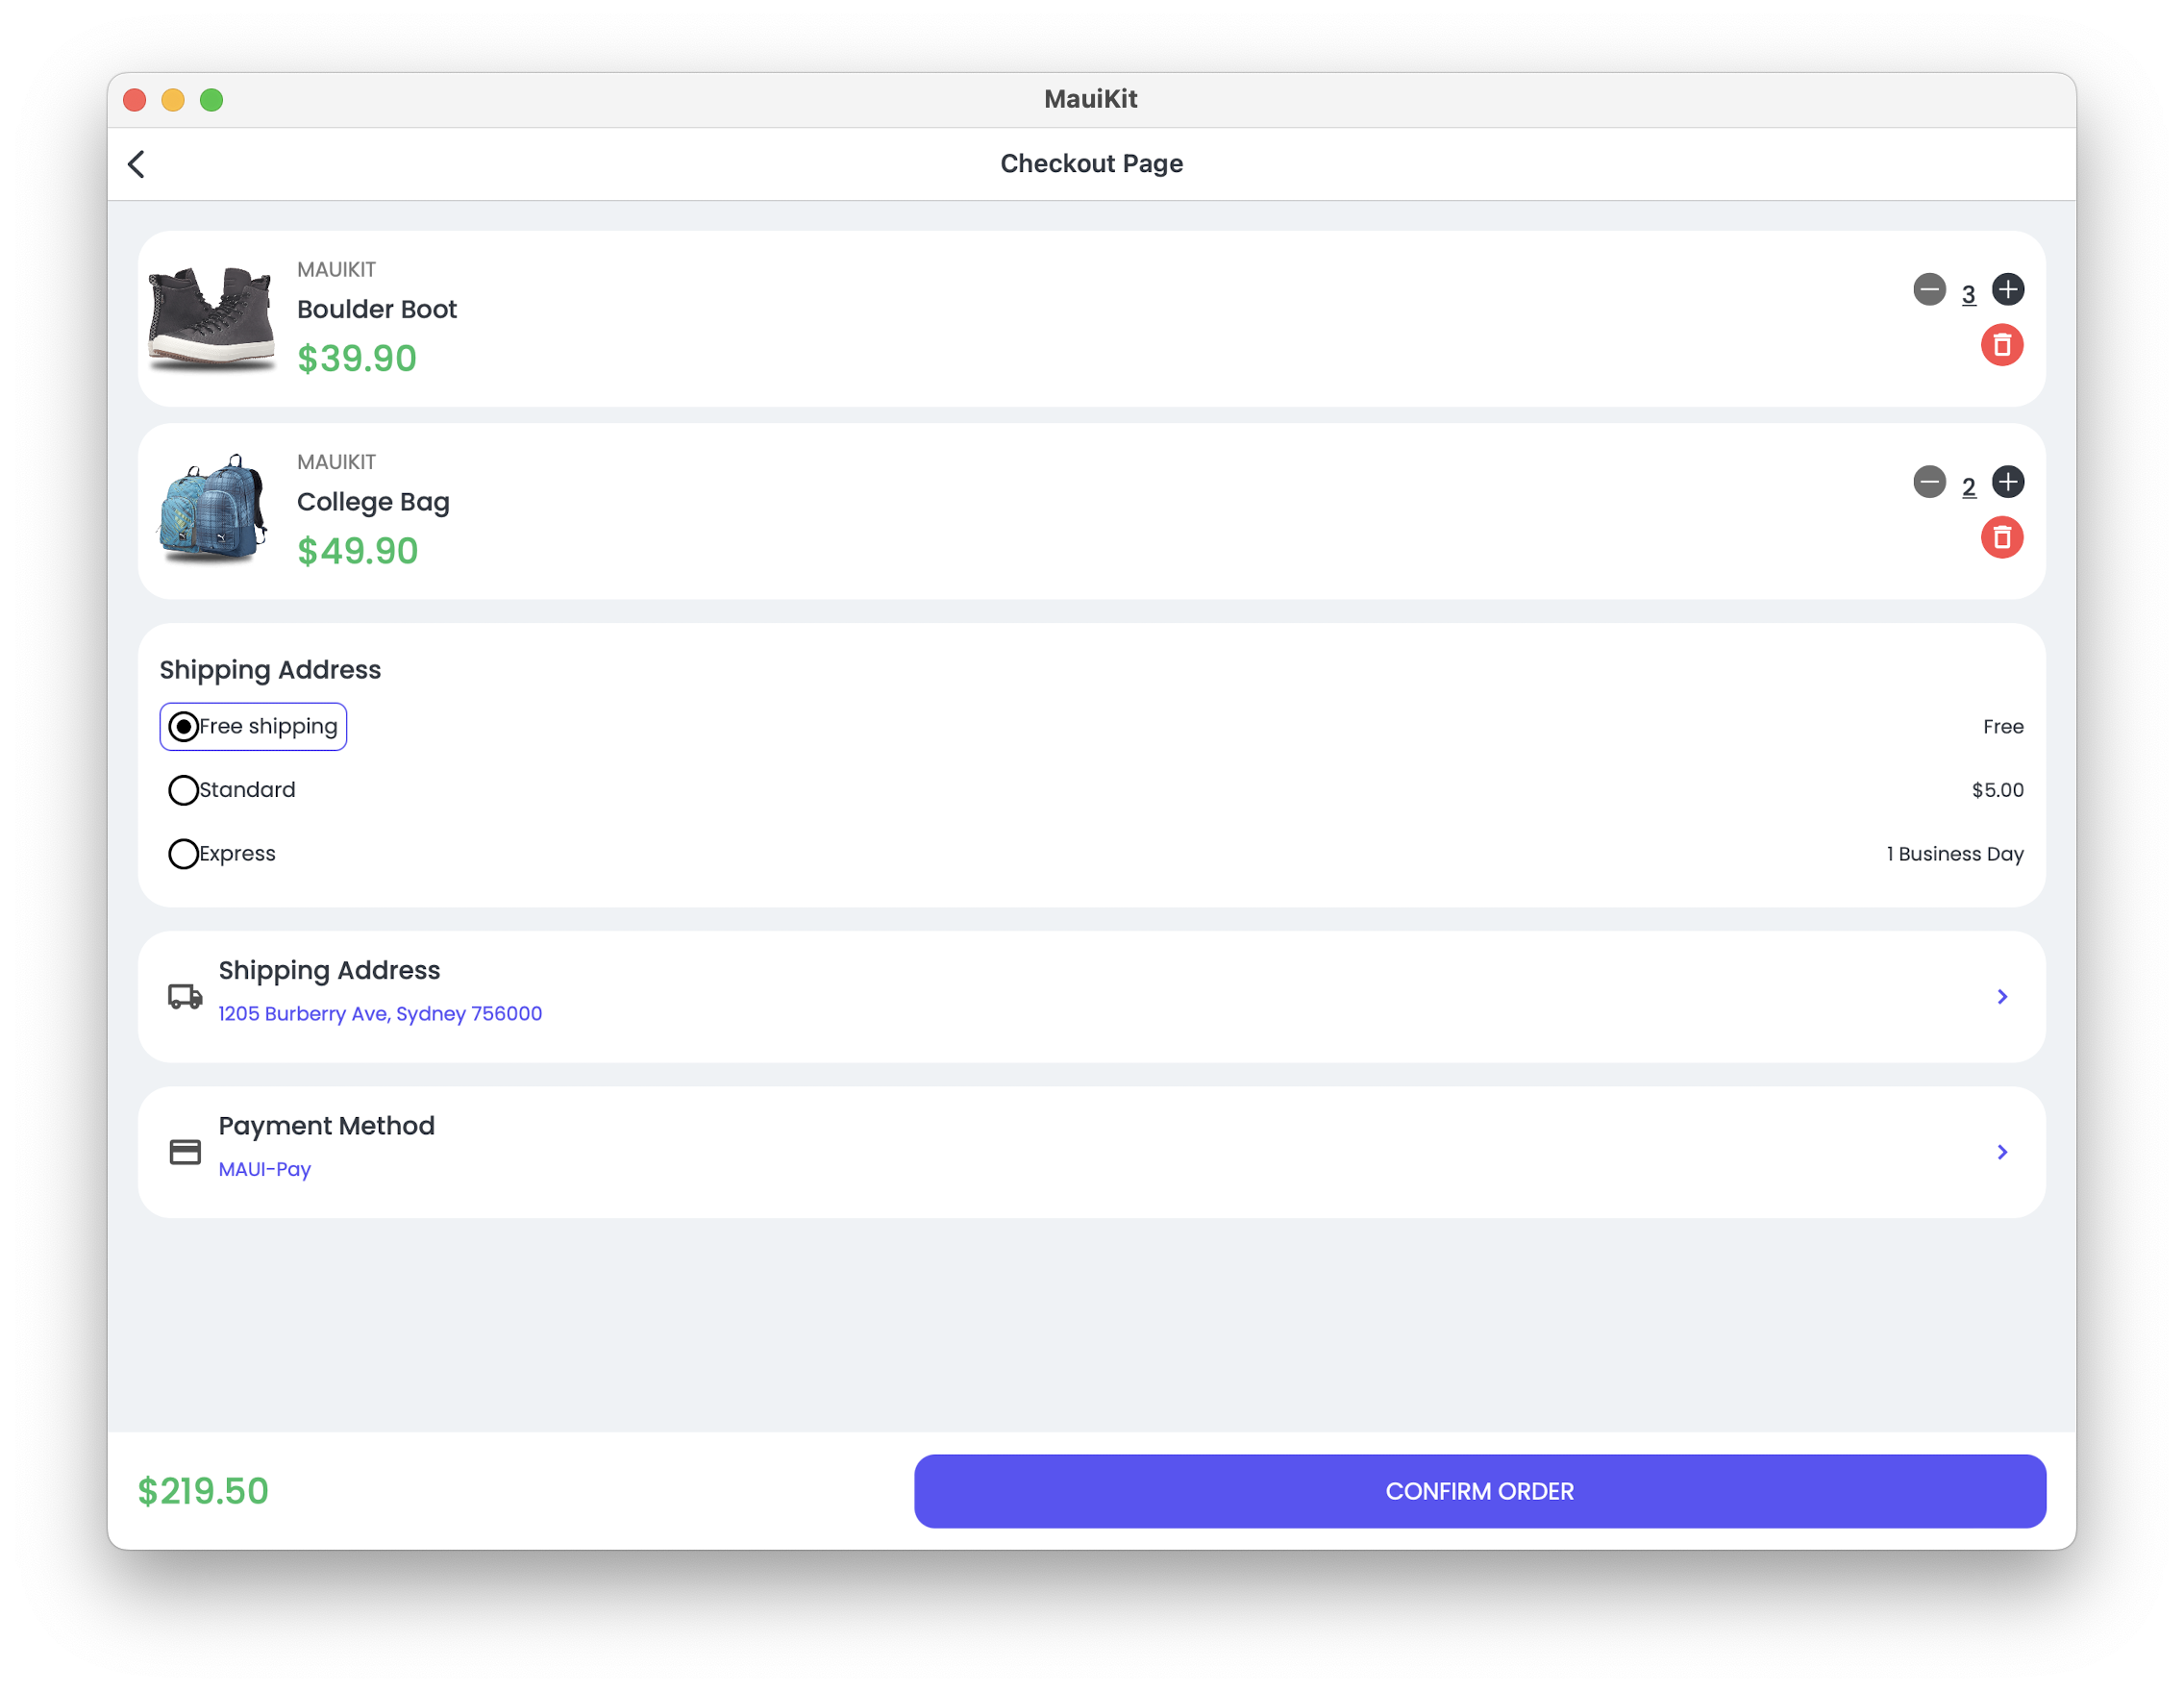 MauiKit
Checkout Page
MAUIKIT
Boulder Boot
$39.90
3
MAUIKIT
College Bag
$49.90
2
Shipping Address
Free shipping Free
Standard $5.00
Express 1 Business Day
Shipping Address
1205 Burberry Ave, Sydney 756000
Payment Method
MAUI-Pay
$219.50 CONFIRM ORDER